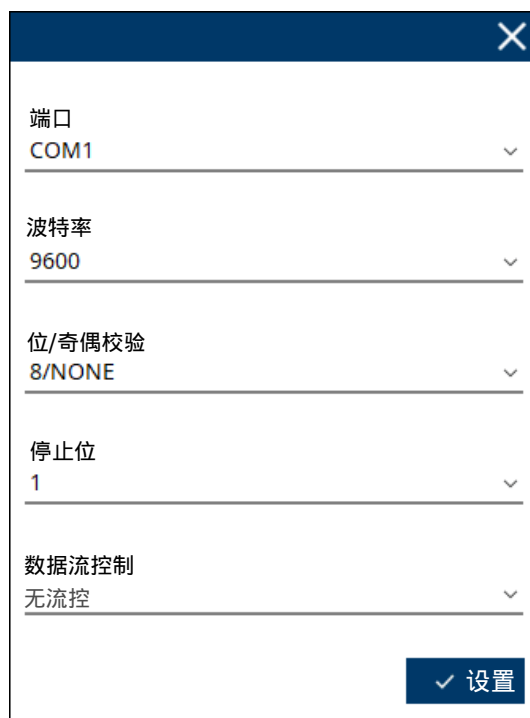 端口
COM1
波特率
9600
位/奇偶校验
8/NONE
停止位
1
数据流控制
无流控
设置